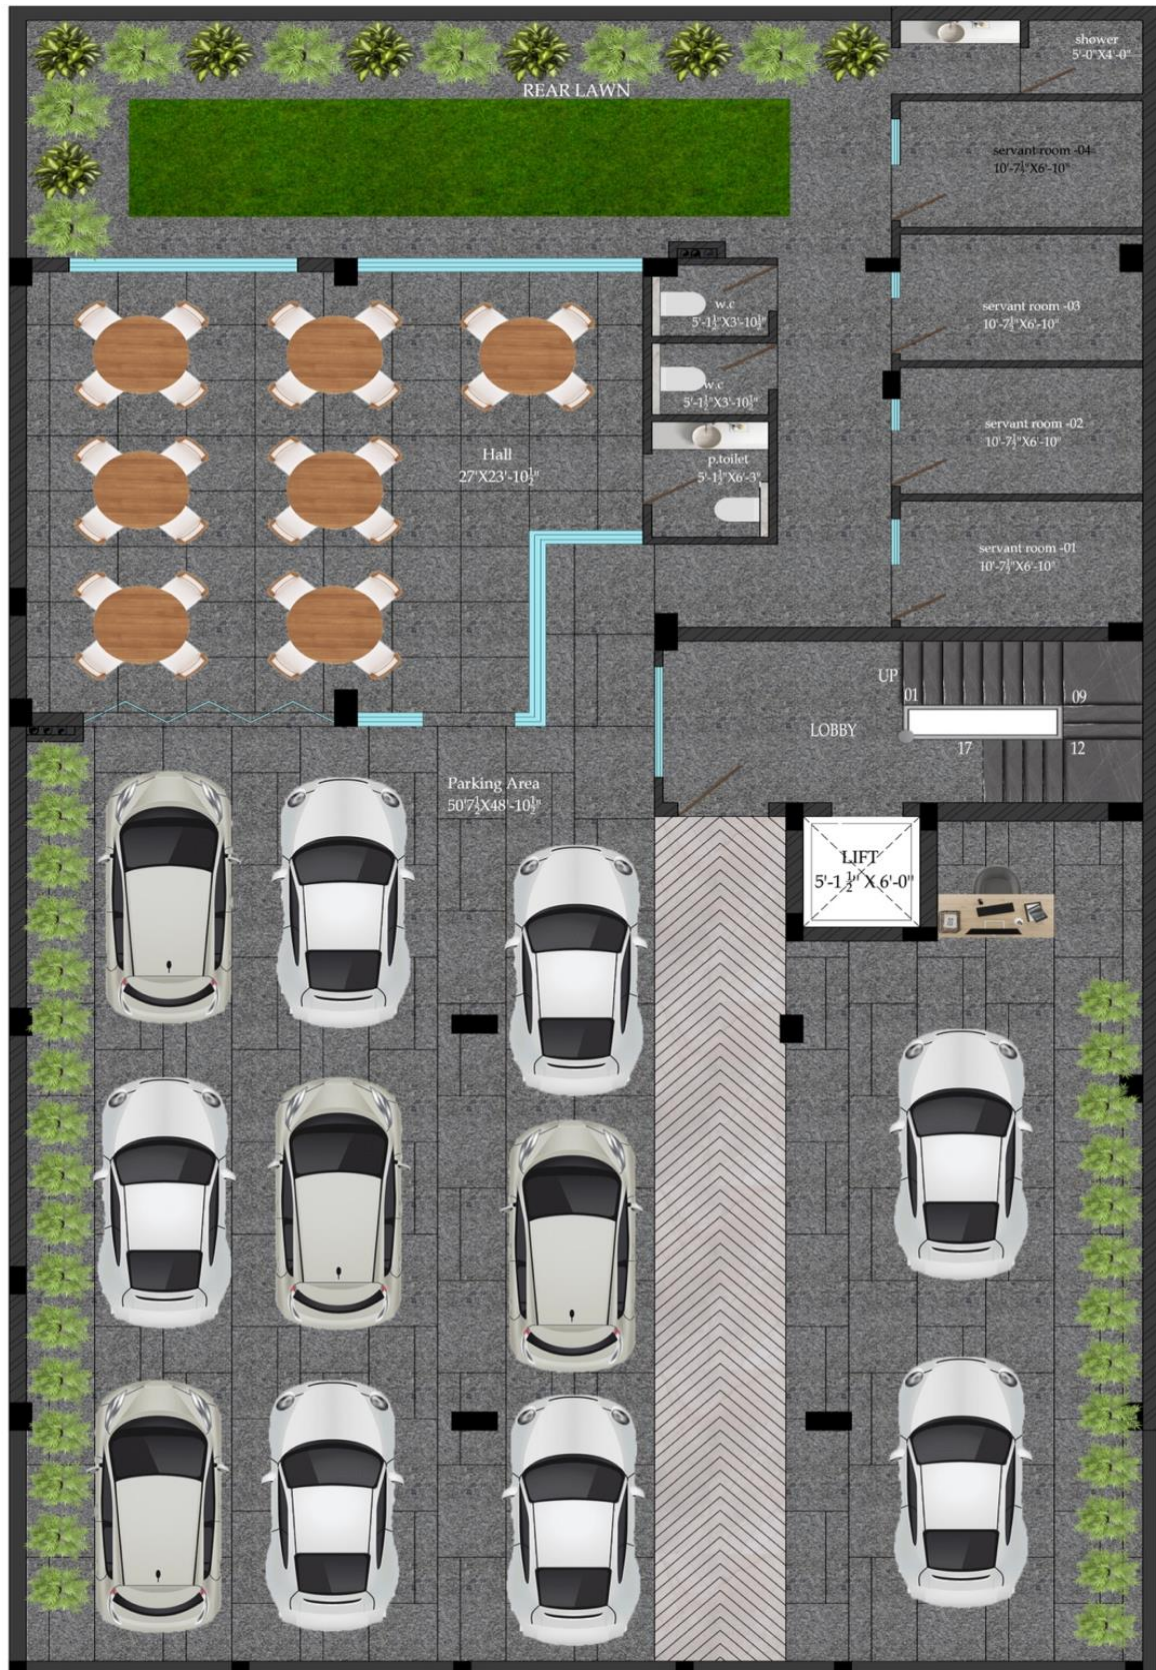 shower
5'-0"X4'-0"
REAR LAWN
servant room -04
10'-7½"X6'-10"
w.c
5'-1½"X3'-10½"
servant room -03
10'-7½"X6'-10"
w.c
5'-1½"X3'-10½"
servant room -02
10'-7½"X6'-10"
Hall
27'X23'-10½"
p.toilet
5'-1½"X6'-3"
servant room -01
10'-7½"X6'-10"
UP
01
09
LOBBY
17
12
Parking Area
50'7½"X48'-10½"
LIFT
5'-1 ½" X 6'-0"